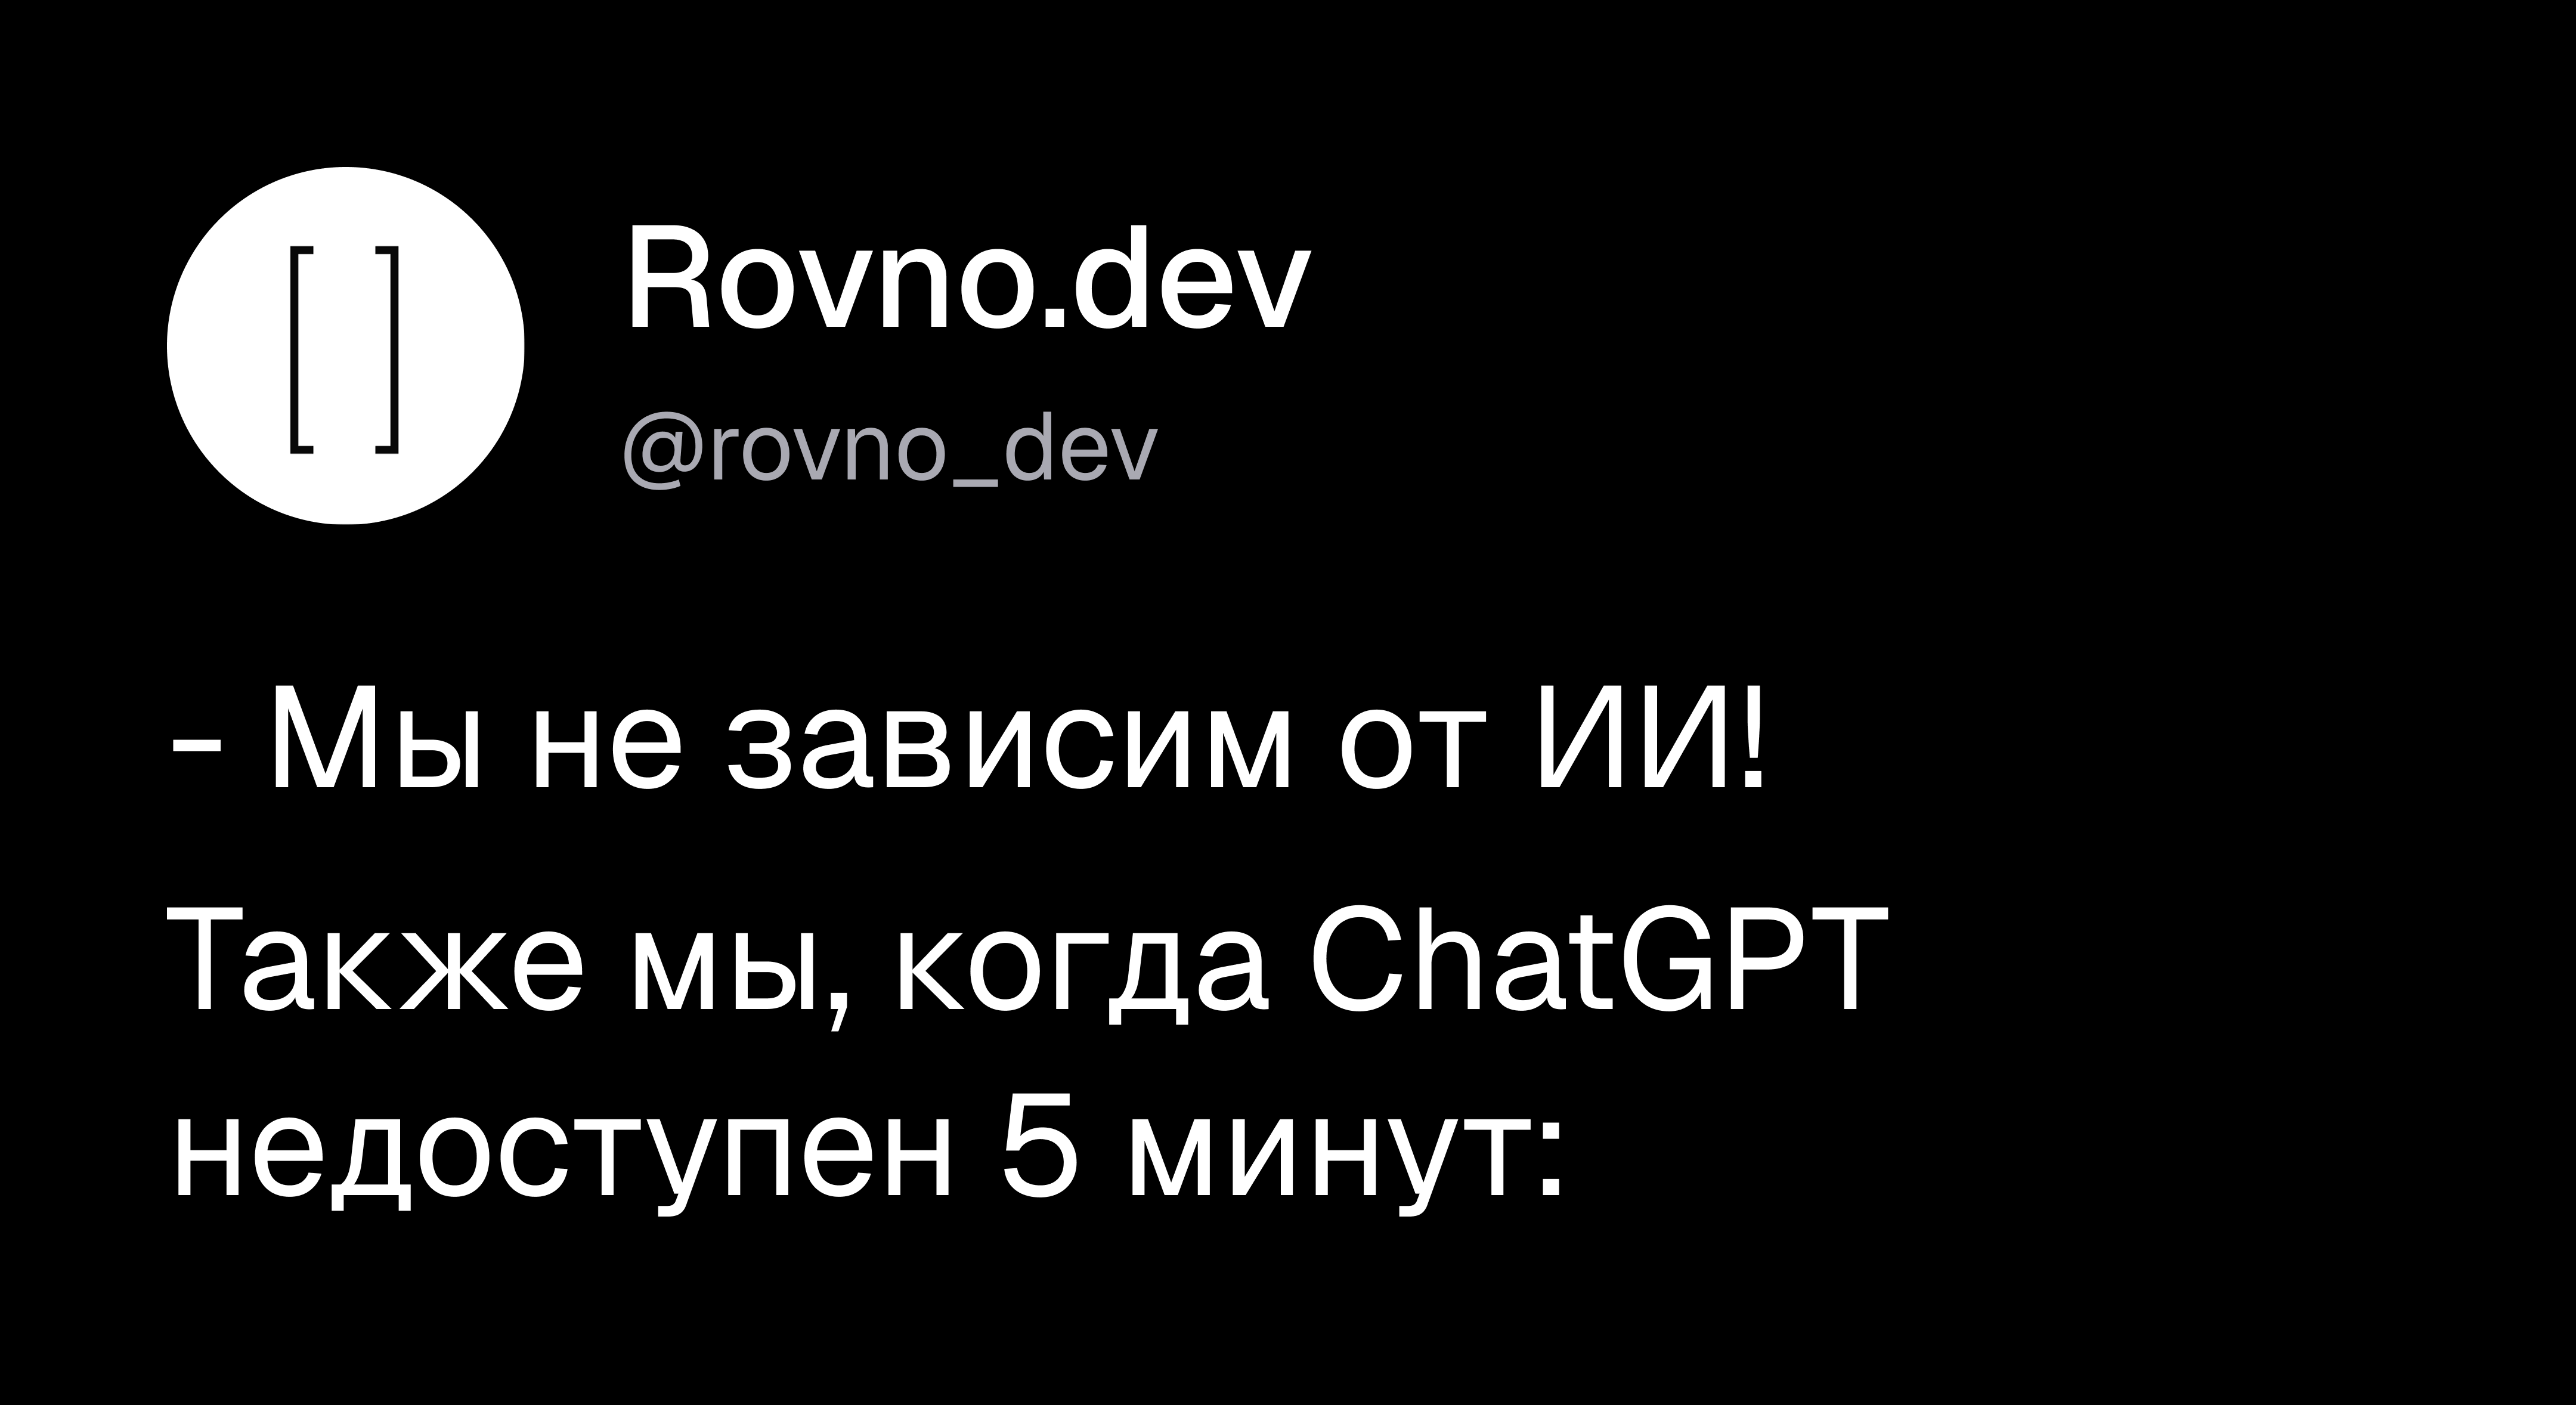 [ ]
Rovno.dev
@rovno_dev
- Мы не зависим от ИИ!
Также мы, когда ChatGPT
недоступен 5 минут: